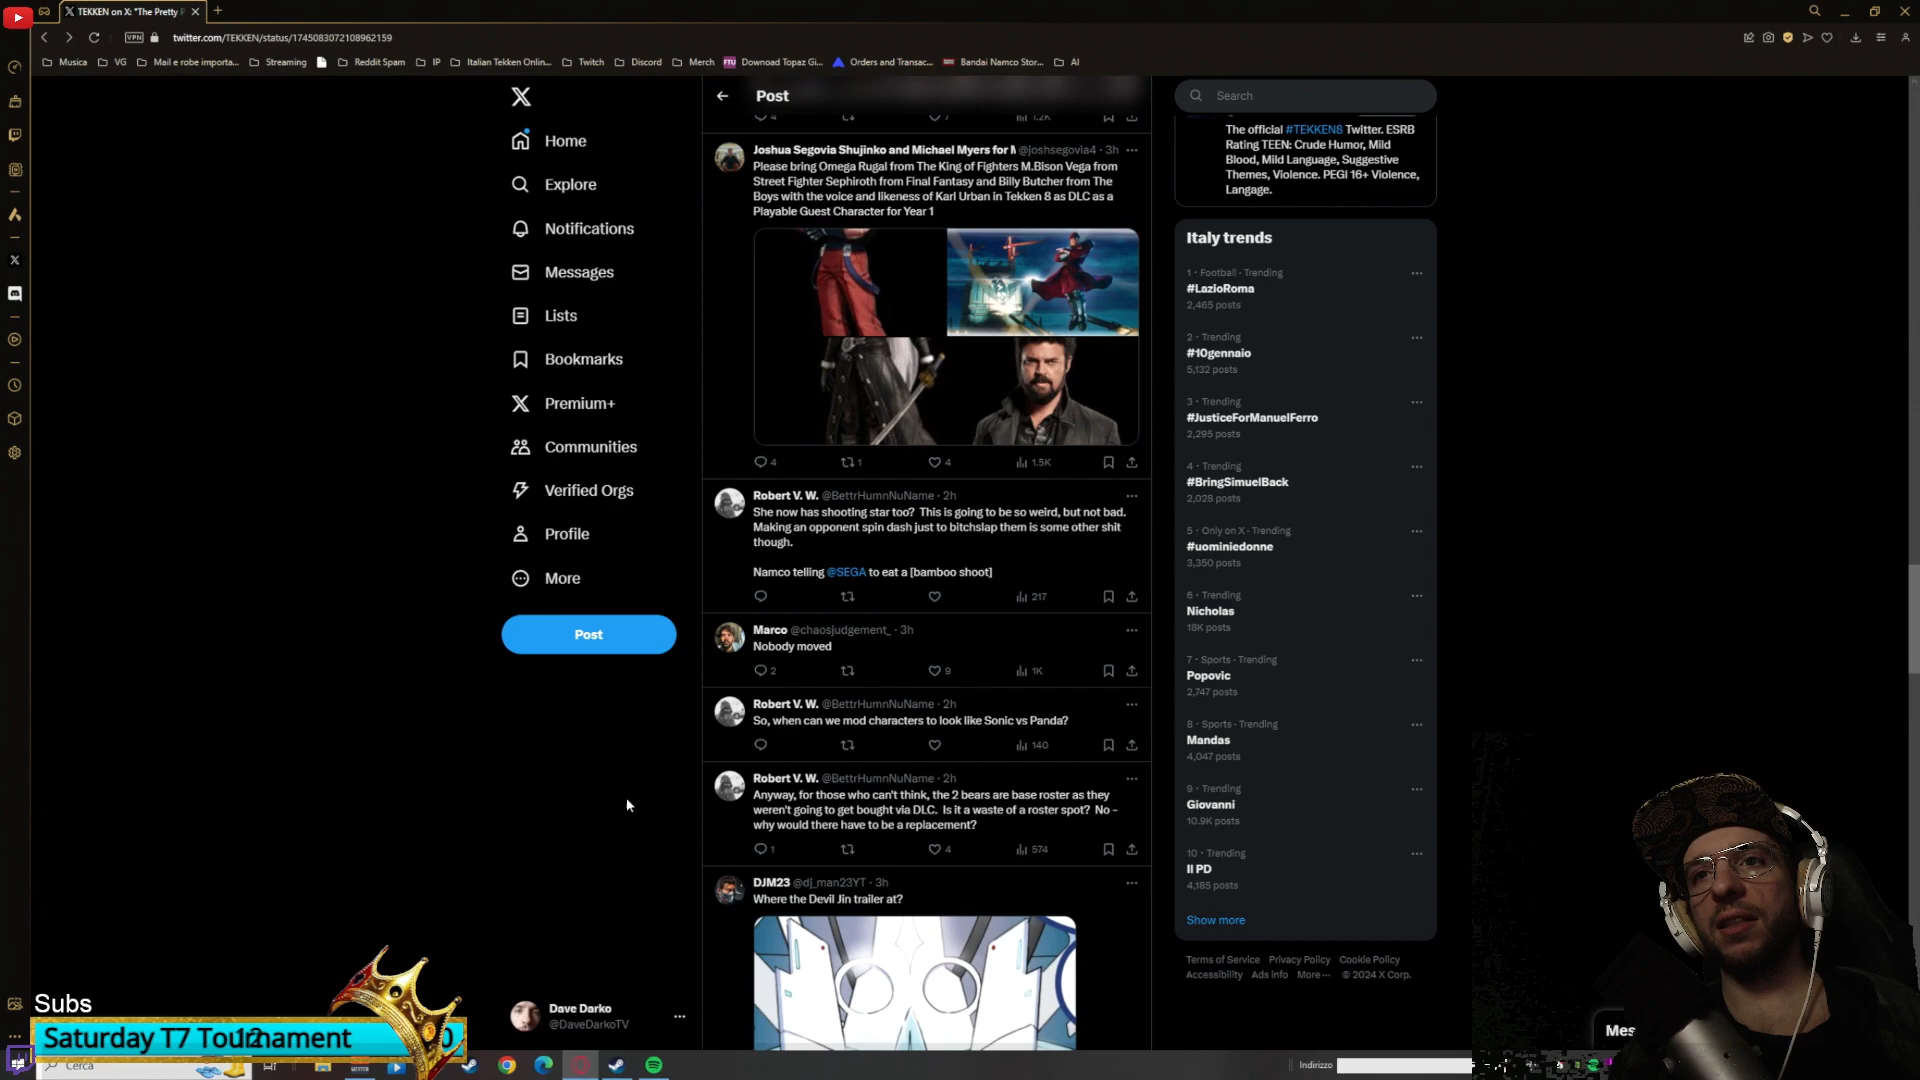 TEKKEN on X: "The Pretty P
VPN
twitter.com/TEKKEN/status/1745083072108962159
Musica
VG
Mail e robe importa...
Streaming
Reddit Spam
IP
Italian Tekken Onlin...
Twitch
Discord
Merch
FTU
Downoad Topaz Gi...
Orders and Transac...
Bandai Namco Stor...
AI
Home
Explore
Notifications
Messages
Lists
Bookmarks
Premium+
Communities
Verified Orgs
Profile
More
Post
Dave Darko
@DaveDarkoTV
Post
4
7
1.2K
Joshua Segovia Shujinko and Michael Myers for M @joshsegovia4 · 3h
Please bring Omega Rugal from The King of Fighters M.Bison Vega from
Street Fighter Sephiroth from Final Fantasy and Billy Butcher from The
Boys with the voice and likeness of Karl Urban in Tekken 8 as DLC as a
Playable Guest Character for Year 1
4
1
4
1.5K
Robert V. W. @BettrHumnNuName · 2h
She now has shooting star too? This is going to be so weird, but not bad.
Making an opponent spin dash just to bitchslap them is some other shit
though.
Namco telling @SEGA to eat a [bamboo shoot]
217
Marco @chaosjudgement_ · 3h
Nobody moved
2
9
1K
Robert V. W. @BettrHumnNuName · 2h
So, when can we mod characters to look like Sonic vs Panda?
140
Robert V. W. @BettrHumnNuName · 2h
Anyway, for those who can't think, the 2 bears are base roster as they
weren't going to get bought via DLC. Is it a waste of a roster spot? No -
why would there have to be a replacement?
1
4
574
DJM23 @dj_man23YT · 3h
Where the Devil Jin trailer at?
Search
The official #TEKKEN8 Twitter. ESRB
Rating TEEN: Crude Humor, Mild
Blood, Mild Language, Suggestive
Themes, Violence. PEGI 16+ Violence,
Langage.
Italy trends
1 · Football · Trending
#LazioRoma
2,465 posts
2 · Trending
#10gennaio
5,132 posts
3 · Trending
#JusticeForManuelFerro
2,295 posts
4 · Trending
#BringSimuelBack
2,028 posts
5 · Only on X · Trending
#uominiedonne
3,350 posts
6 · Trending
Nicholas
18K posts
7 · Sports · Trending
Popovic
2,747 posts
8 · Sports · Trending
Mandas
4,047 posts
9 · Trending
Giovanni
10.9K posts
10 · Trending
Il PD
4,185 posts
Show more
Terms of Service Privacy Policy Cookie Policy
Accessibility Ads info More ··· © 2024 X Corp.
Mes
Subs
Saturday T7 Tournament
12
0
Cerca
Indirizzo